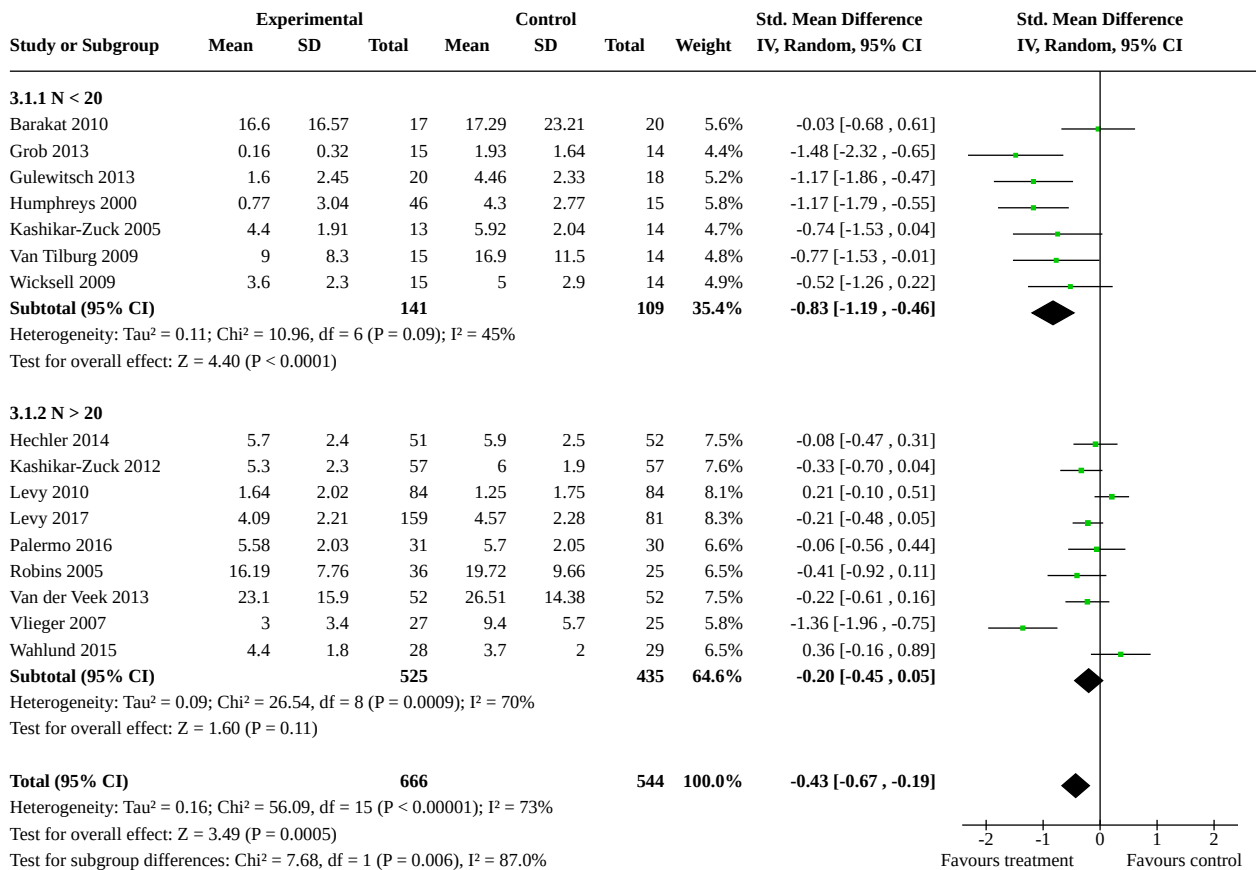 Experimental Control Std. Mean Difference Std. Mean Difference
Study or Subgroup Mean SD Total Mean SD Total Weight IV, Random, 95% CI IV, Random, 95% CI
3.1.1 N < 20
Barakat 2010 16.6 16.57 17 17.29 23.21 20 5.6% -0.03 [-0.68 , 0.61]
Grob 2013 0.16 0.32 15 1.93 1.64 14 4.4% -1.48 [-2.32 , -0.65]
Gulewitsch 2013 1.6 2.45 20 4.46 2.33 18 5.2% -1.17 [-1.86 , -0.47]
Humphreys 2000 0.77 3.04 46 4.3 2.77 15 5.8% -1.17 [-1.79 , -0.55]
Kashikar-Zuck 2005 4.4 1.91 13 5.92 2.04 14 4.7% -0.74 [-1.53 , 0.04]
Van Tilburg 2009 9 8.3 15 16.9 11.5 14 4.8% -0.77 [-1.53 , -0.01]
Wicksell 2009 3.6 2.3 15 5 2.9 14 4.9% -0.52 [-1.26 , 0.22]
Subtotal (95% CI) 141 109 35.4% -0.83 [-1.19 , -0.46]
Heterogeneity: Tau² = 0.11; Chi² = 10.96, df = 6 (P = 0.09); I² = 45%
Test for overall effect: Z = 4.40 (P < 0.0001)
3.1.2 N > 20
Hechler 2014 5.7 2.4 51 5.9 2.5 52 7.5% -0.08 [-0.47 , 0.31]
Kashikar-Zuck 2012 5.3 2.3 57 6 1.9 57 7.6% -0.33 [-0.70 , 0.04]
Levy 2010 1.64 2.02 84 1.25 1.75 84 8.1% 0.21 [-0.10 , 0.51]
Levy 2017 4.09 2.21 159 4.57 2.28 81 8.3% -0.21 [-0.48 , 0.05]
Palermo 2016 5.58 2.03 31 5.7 2.05 30 6.6% -0.06 [-0.56 , 0.44]
Robins 2005 16.19 7.76 36 19.72 9.66 25 6.5% -0.41 [-0.92 , 0.11]
Van der Veek 2013 23.1 15.9 52 26.51 14.38 52 7.5% -0.22 [-0.61 , 0.16]
Vlieger 2007 3 3.4 27 9.4 5.7 25 5.8% -1.36 [-1.96 , -0.75]
Wahlund 2015 4.4 1.8 28 3.7 2 29 6.5% 0.36 [-0.16 , 0.89]
Subtotal (95% CI) 525 435 64.6% -0.20 [-0.45 , 0.05]
Heterogeneity: Tau² = 0.09; Chi² = 26.54, df = 8 (P = 0.0009); I² = 70%
Test for overall effect: Z = 1.60 (P = 0.11)
Total (95% CI) 666 544 100.0% -0.43 [-0.67 , -0.19]
Heterogeneity: Tau² = 0.16; Chi² = 56.09, df = 15 (P < 0.00001); I² = 73%
Test for overall effect: Z = 3.49 (P = 0.0005)
Test for subgroup differences: Chi² = 7.68, df = 1 (P = 0.006), I² = 87.0%
-2 -1 0 1 2
Favours treatment Favours control